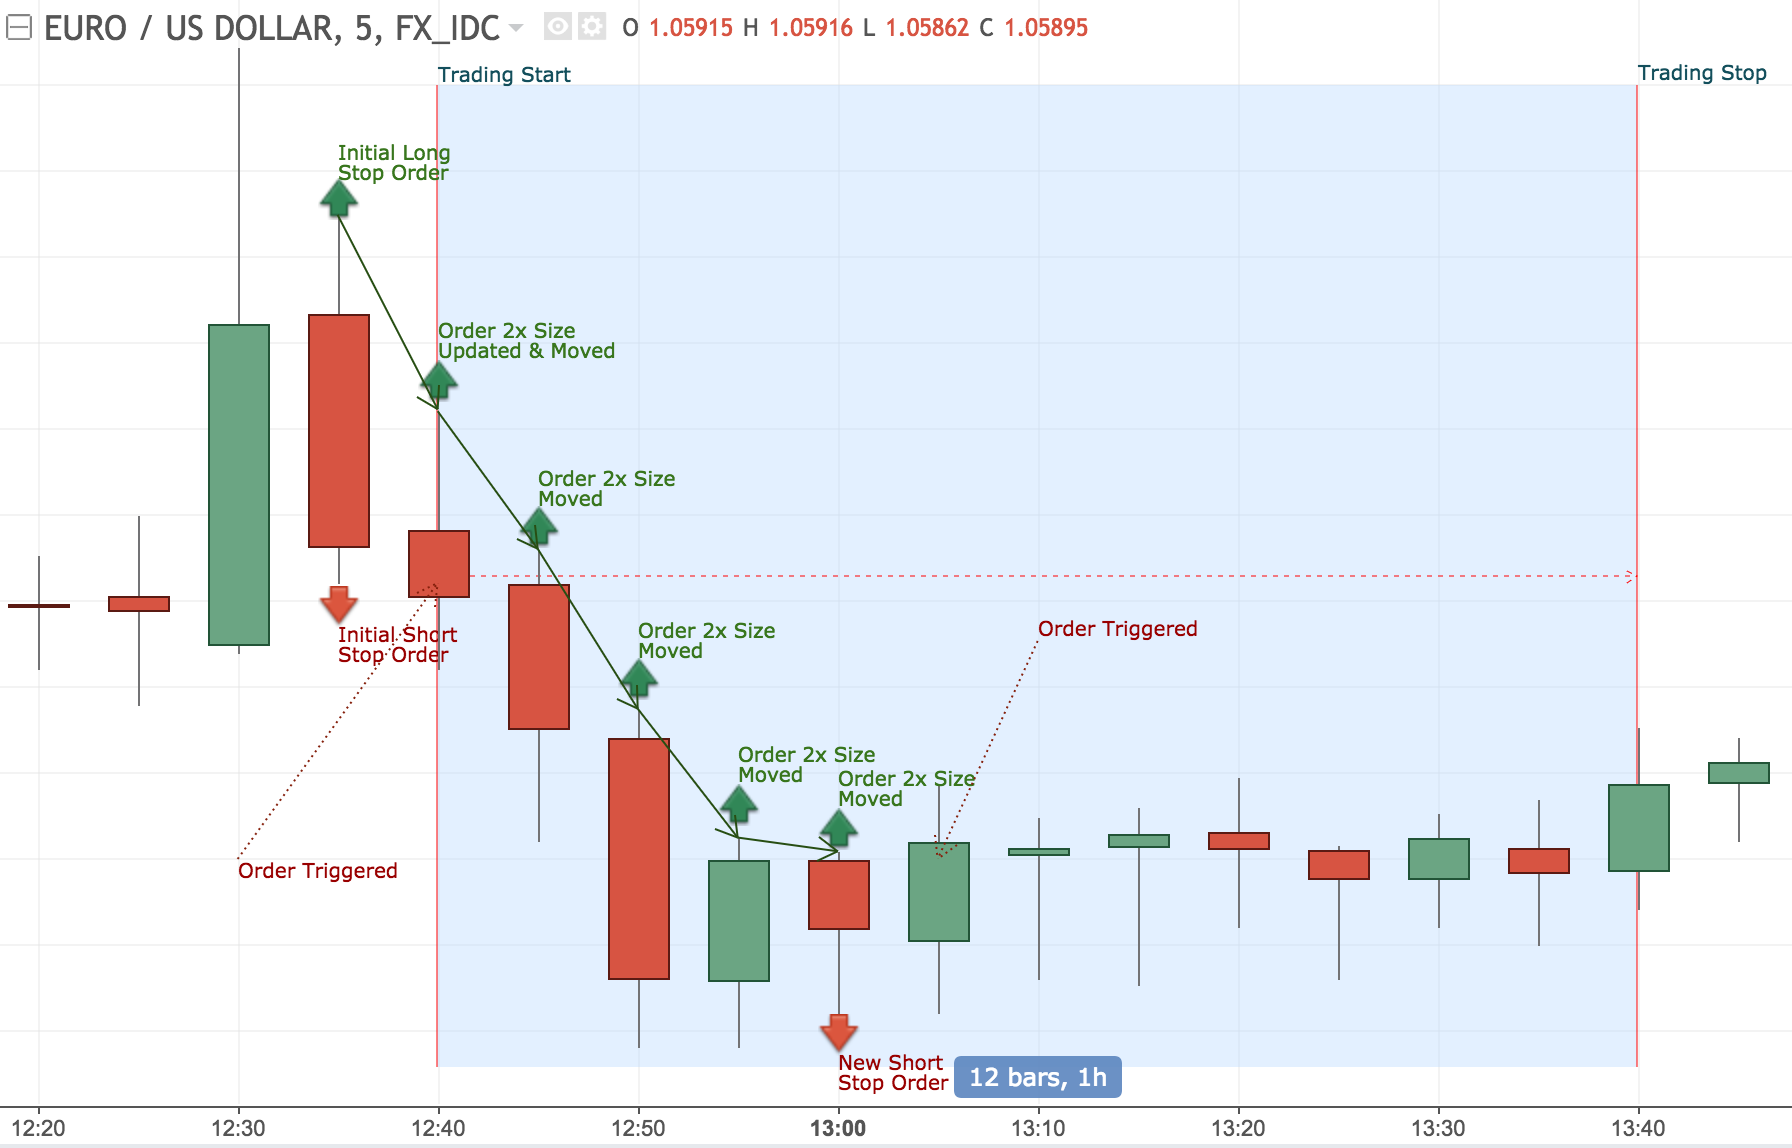 EURO / US DOLLAR, 5, FX_IDC O 1.05915 H 1.05916 L 1.05862 C 1.05895
Trading Start
Trading Stop
Initial Long
Stop Order
Order 2x Size
Updated & Moved
Order 2x Size
Moved
Initial Short
Stop Order
Order 2x Size
Moved
Order Triggered
Order 2x Size
Moved
Order 2x Size
Moved
Order Triggered
New Short
Stop Order
12 bars, 1h
12:20 12:30 12:40 12:50 13:00 13:10 13:20 13:30 13:40